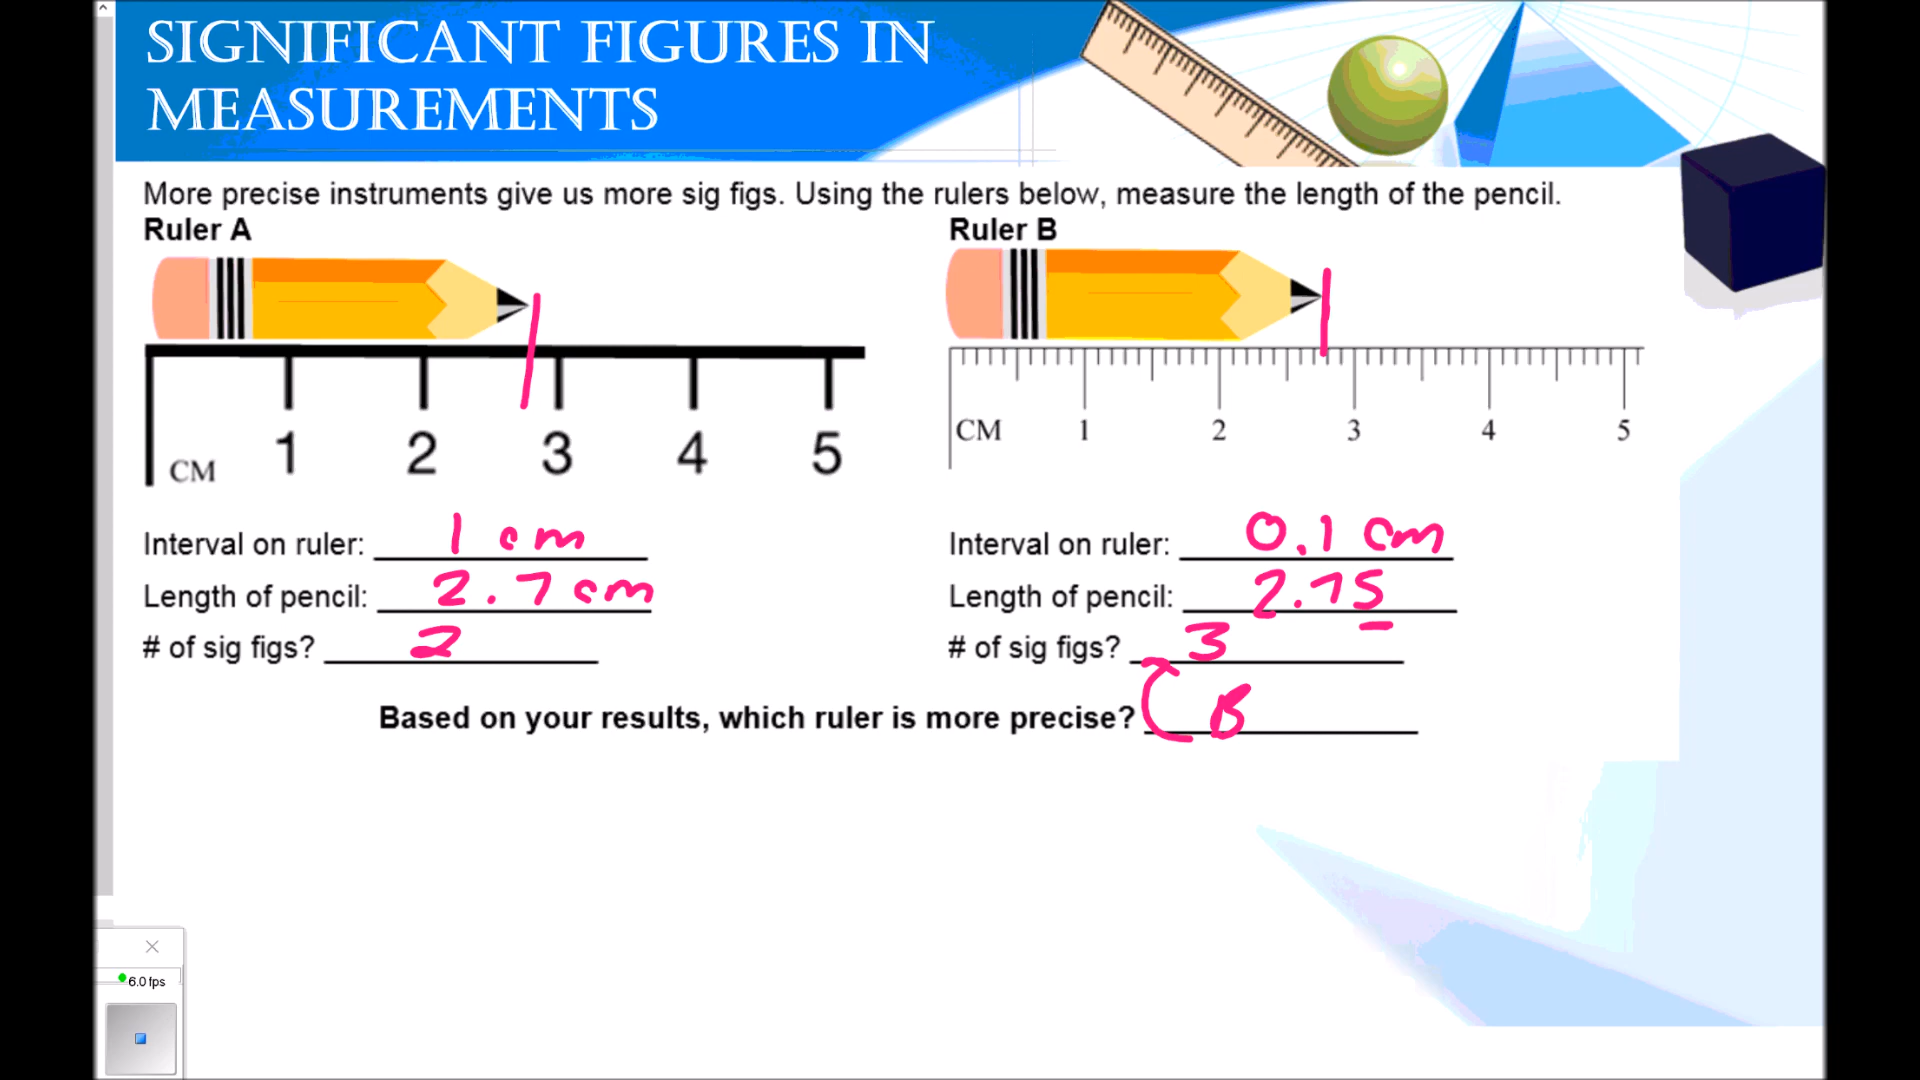 SIGNIFICANT FIGURES IN
MEASUREMENTS
More precise instruments give us more sig figs. Using the rulers below, measure the length of the pencil.
Ruler A
Ruler B
CM 1 2 3 4 5
CM 1 2 3 4 5
Interval on ruler: 1 cm
Length of pencil: 2.7 cm
# of sig figs? 2
Interval on ruler: 0.1 cm
Length of pencil: 2.75
# of sig figs? 3
Based on your results, which ruler is more precise? B
6.0 fps